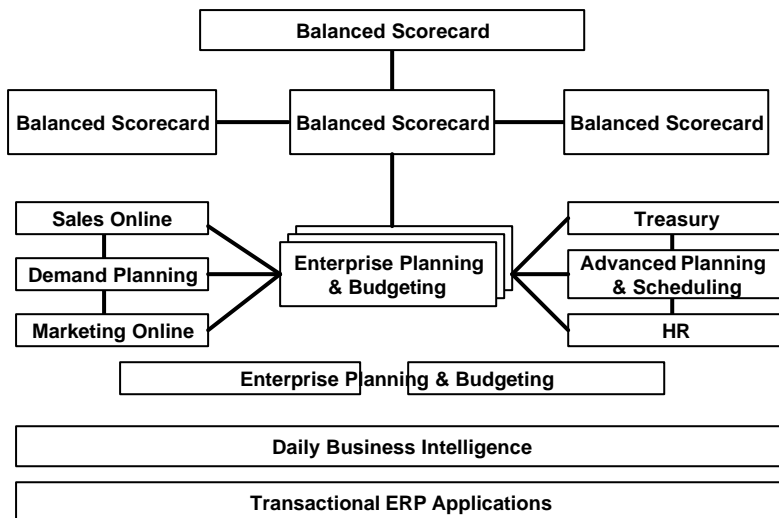 Balanced Scorecard
Balanced Scorecard
Balanced Scorecard
Balanced Scorecard
Sales Online
Demand Planning
Marketing Online
Enterprise Planning
& Budgeting
Treasury
Advanced Planning
& Scheduling
HR
Enterprise Planning & Budgeting
Daily Business Intelligence
Transactional ERP Applications